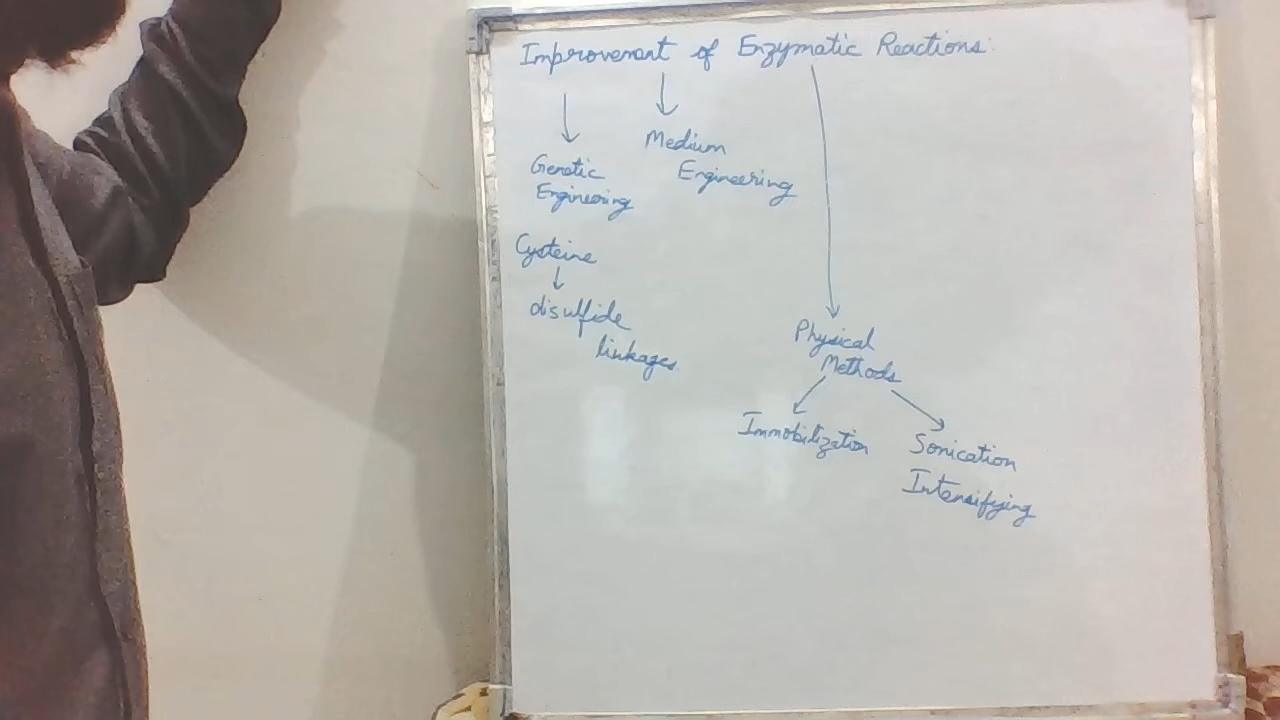 Improvement of Enzymatic Reactions:
Genetic
Engineering
Medium
Engineering
Cysteine
disulfide
linkages
Physical
Methods
Immobilization
Sonication
Intensifying